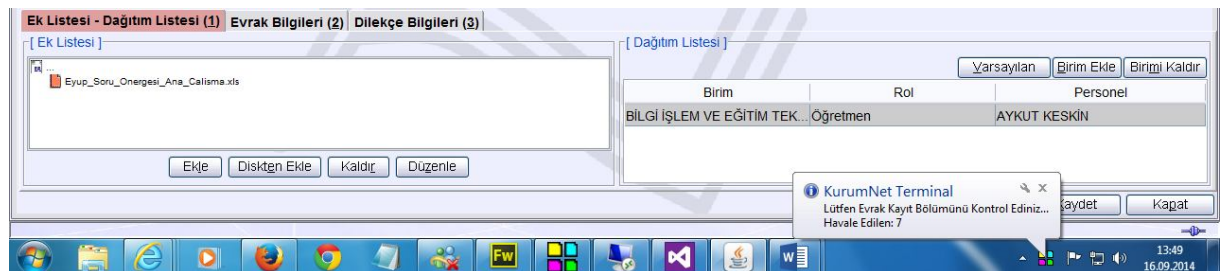 Ek Listesi - Dağıtım Listesi (1) Evrak Bilgileri (2) Dilekçe Bilgileri (3)
[ Ek Listesi ]
...
Eyup_Soru_Onergesi_Ana_Calisma.xls
Ekle Diskten Ekle Kaldır Düzenle
[ Dağıtım Listesi ]
Varsayılan Birim Ekle Birimi Kaldır
Birim Rol Personel
BİLGİ İŞLEM VE EĞİTİM TEK... Öğretmen AYKUT KESKİN
KurumNet Terminal
Lütfen Evrak Kayıt Bölümünü Kontrol Ediniz...
Havale Edilen: 7
Kaydet Kapat
Fw W
13:49
16.09.2014